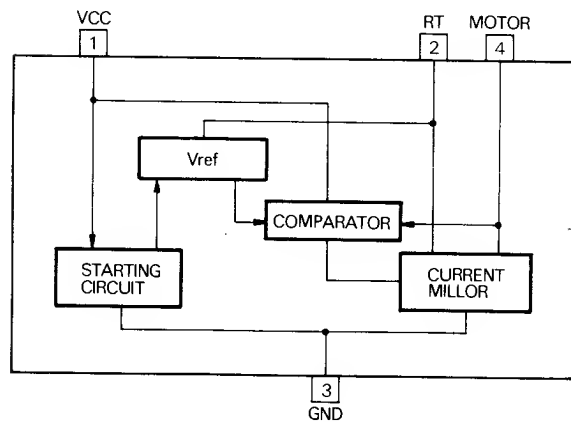 VCC
1
RT
2
MOTOR
4
Vref
COMPARATOR
STARTING
CIRCUIT
CURRENT
MILLOR
3
GND